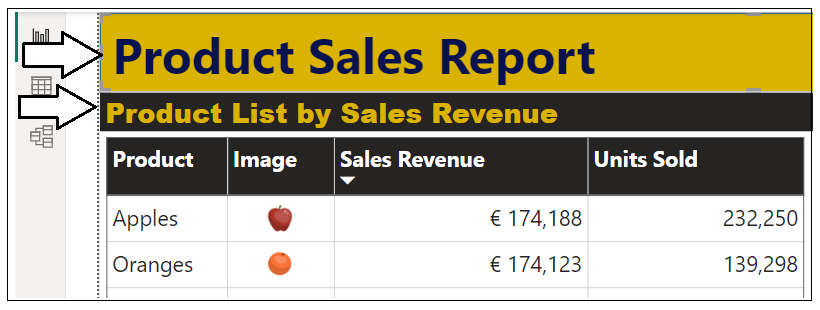 Product Sales Report
Product List by Sales Revenue
Product Image Sales Revenue Units Sold
Apples € 174,188 232,250
Oranges € 174,123 139,298